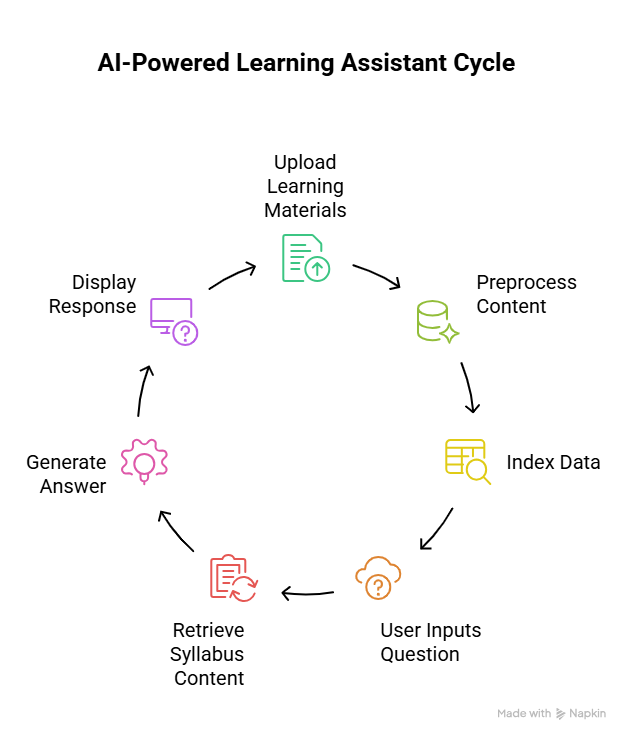 AI-Powered Learning Assistant Cycle
Upload
Learning
Materials
Preprocess
Content
Index Data
User Inputs
Question
Retrieve
Syllabus
Content
Generate
Answer
Display
Response
Made with Napkin